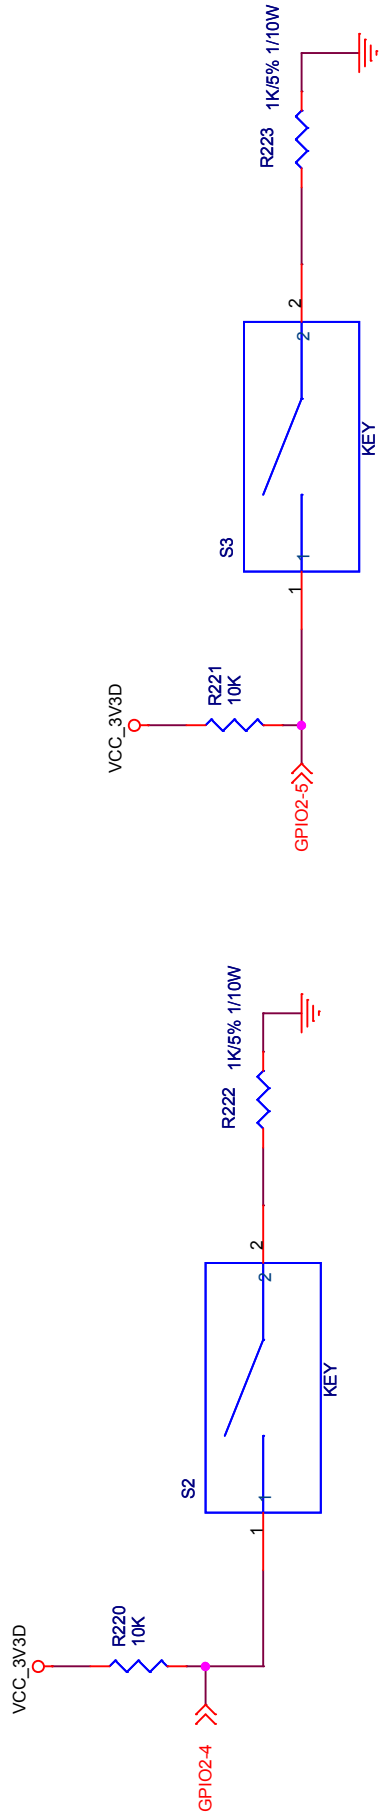 VCC_3V3D
R220
10K
GPIO2-4
S2
1
1
KEY
2
2
R222
1K/5% 1/10W
VCC_3V3D
R221
10K
GPIO2-5
S3
1
1
KEY
2
2
R223
1K/5% 1/10W